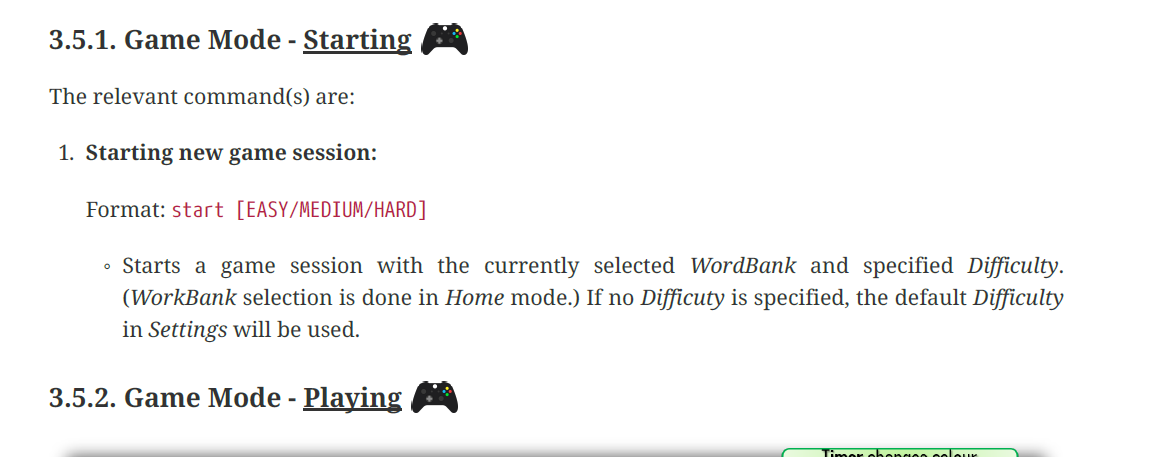 3.5.1. Game Mode - Starting
The relevant command(s) are:
1. Starting new game session:
Format: start [EASY/MEDIUM/HARD]
◦ Starts a game session with the currently selected WordBank and specified Difficulty.
(WorkBank selection is done in Home mode.) If no Difficuty is specified, the default Difficulty
in Settings will be used.
3.5.2. Game Mode - Playing
Timer changes colour